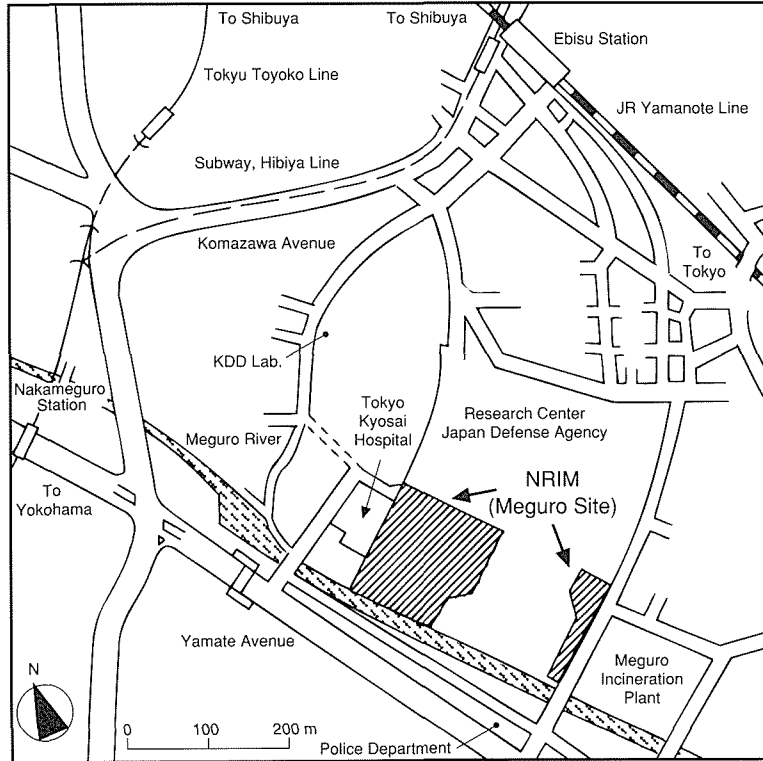 To Shibuya
To Shibuya
Ebisu Station
Tokyu Toyoko Line
JR Yamanote Line
Subway, Hibiya Line
Komazawa Avenue
To
Tokyo
KDD Lab.
Nakameguro
Station
Tokyo
Kyosai
Hospital
Research Center
Japan Defense Agency
Meguro River
NRIM
(Meguro Site)
To
Yokohama
Yamate Avenue
Meguro
Incineration
Plant
N
0 100 200 m
Police Department